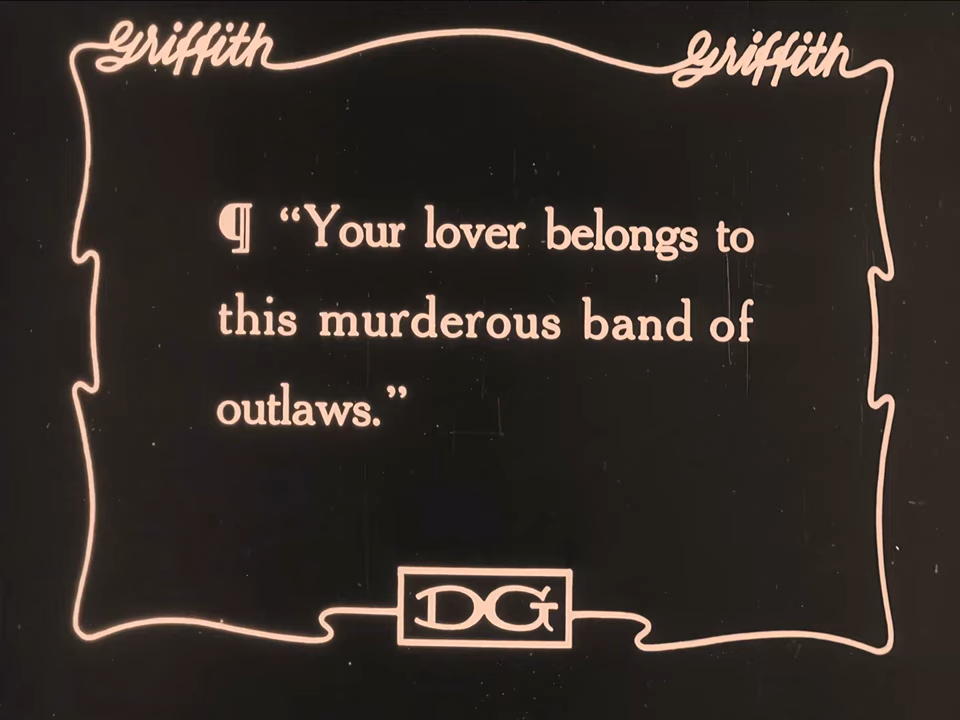 Griffith Griffith
¶ “Your lover belongs to
this murderous band of
outlaws.”
DG